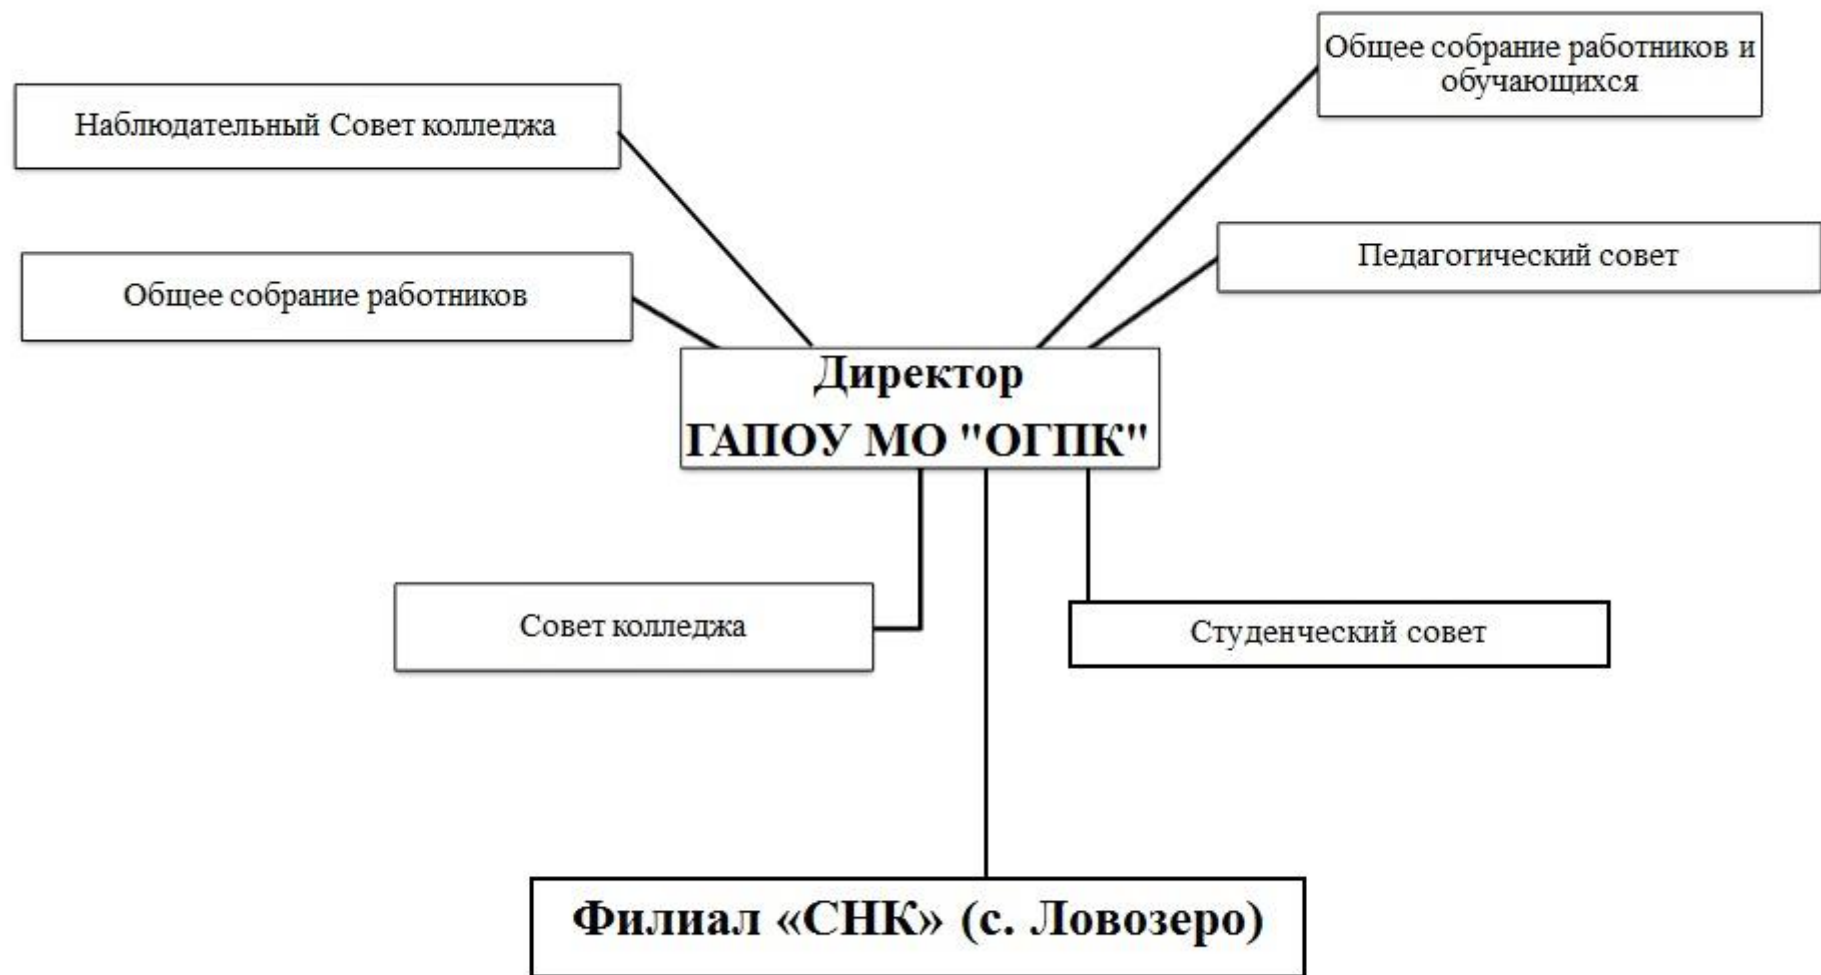 Общее собрание работников и
обучающихся
Наблюдательный Совет колледжа
Педагогический совет
Общее собрание работников
Директор
ГАПОУ МО "ОГПК"
Совет колледжа
Студенческий совет
Филиал «СНК» (с. Ловозеро)